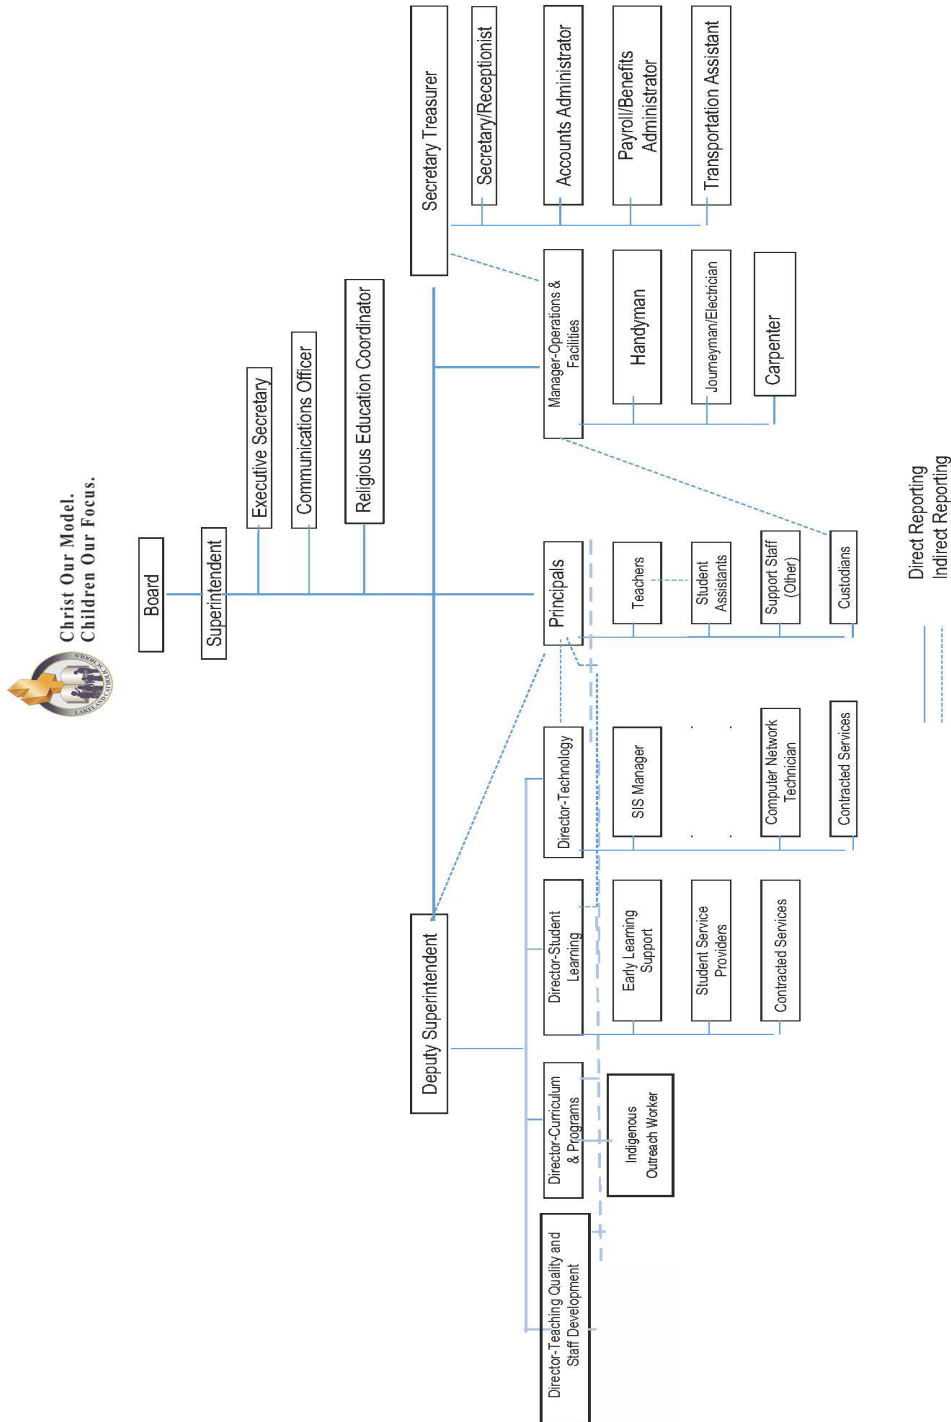 LAKELAND CATHOLIC SCHOOLS
Christ Our Model.
Children Our Focus.
Board
Superintendent
Executive Secretary
Communications Officer
Religious Education Coordinator
Deputy Superintendent
Secretary Treasurer
Director-Teaching Quality and
Staff Development
Director-Curriculum
& Programs
Indigenous
Outreach Worker
Director-Student
Learning
Early Learning
Support
Student Service
Providers
Contracted Services
Director-Technology
SIS Manager
Computer Network
Technician
Contracted Services
Principals
Teachers
Student
Assistants
Support Staff
(Other)
Custodians
Manager-Operations &
Facilities
Handyman
Journeyman/Electrician
Carpenter
Secretary/Receptionist
Accounts Administrator
Payroll/Benefits
Administrator
Transportation Assistant
Direct Reporting
Indirect Reporting